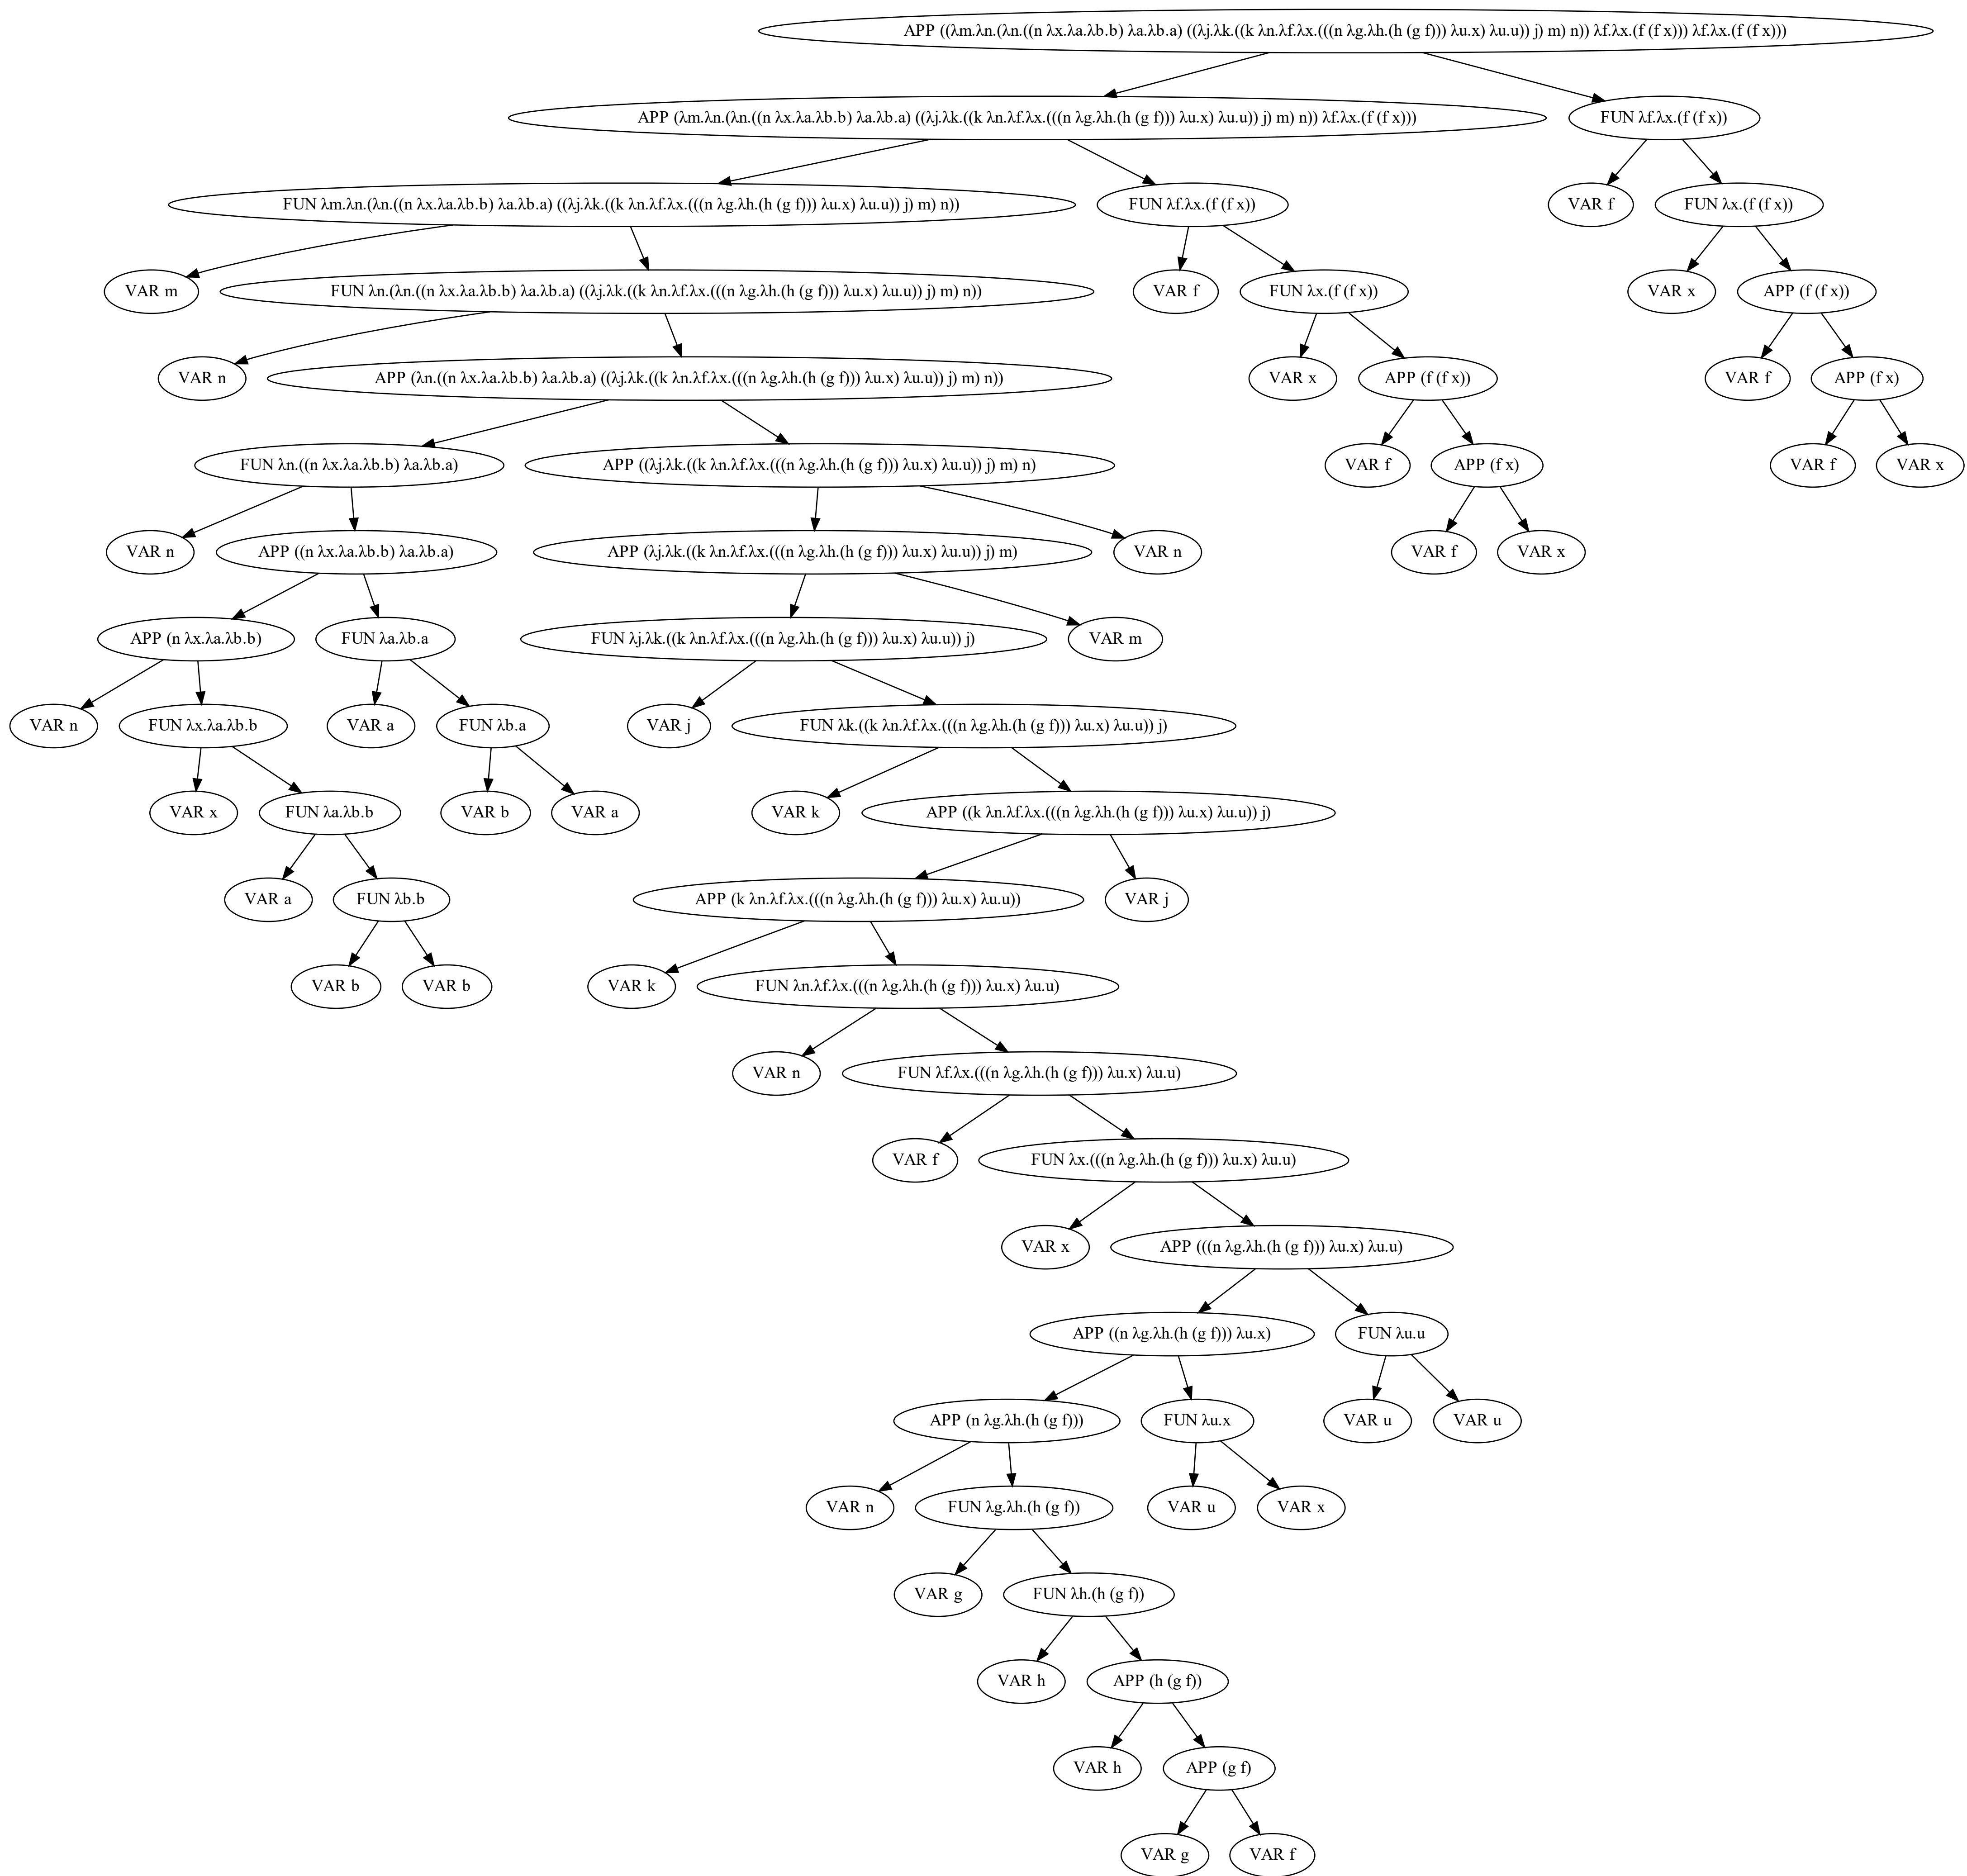 APP ((λm.λn.(λn.((n λx.λa.λb.b) λa.λb.a) ((λj.λk.((k λn.λf.λx.(((n λg.λh.(h (g f))) λu.x) λu.u)) j) m) n)) λf.λx.(f (f x))) λf.λx.(f (f x)))
APP (λm.λn.(λn.((n λx.λa.λb.b) λa.λb.a) ((λj.λk.((k λn.λf.λx.(((n λg.λh.(h (g f))) λu.x) λu.u)) j) m) n)) λf.λx.(f (f x)))
FUN λf.λx.(f (f x))
FUN λm.λn.(λn.((n λx.λa.λb.b) λa.λb.a) ((λj.λk.((k λn.λf.λx.(((n λg.λh.(h (g f))) λu.x) λu.u)) j) m) n))
FUN λf.λx.(f (f x))
VAR f
FUN λx.(f (f x))
VAR m
FUN λn.(λn.((n λx.λa.λb.b) λa.λb.a) ((λj.λk.((k λn.λf.λx.(((n λg.λh.(h (g f))) λu.x) λu.u)) j) m) n))
VAR f
FUN λx.(f (f x))
VAR x
APP (f (f x))
VAR n
APP (λn.((n λx.λa.λb.b) λa.λb.a) ((λj.λk.((k λn.λf.λx.(((n λg.λh.(h (g f))) λu.x) λu.u)) j) m) n))
VAR x
APP (f (f x))
VAR f
APP (f x)
FUN λn.((n λx.λa.λb.b) λa.λb.a)
APP ((λj.λk.((k λn.λf.λx.(((n λg.λh.(h (g f))) λu.x) λu.u)) j) m) n)
VAR f
APP (f x)
VAR f
VAR x
VAR n
APP ((n λx.λa.λb.b) λa.λb.a)
APP (λj.λk.((k λn.λf.λx.(((n λg.λh.(h (g f))) λu.x) λu.u)) j) m)
VAR n
VAR f
VAR x
APP (n λx.λa.λb.b)
FUN λa.λb.a
FUN λj.λk.((k λn.λf.λx.(((n λg.λh.(h (g f))) λu.x) λu.u)) j)
VAR m
VAR n
FUN λx.λa.λb.b
VAR a
FUN λb.a
VAR j
FUN λk.((k λn.λf.λx.(((n λg.λh.(h (g f))) λu.x) λu.u)) j)
VAR x
FUN λa.λb.b
VAR b
VAR a
VAR k
APP ((k λn.λf.λx.(((n λg.λh.(h (g f))) λu.x) λu.u)) j)
VAR a
FUN λb.b
APP (k λn.λf.λx.(((n λg.λh.(h (g f))) λu.x) λu.u))
VAR j
VAR b
VAR b
VAR k
FUN λn.λf.λx.(((n λg.λh.(h (g f))) λu.x) λu.u)
VAR n
FUN λf.λx.(((n λg.λh.(h (g f))) λu.x) λu.u)
VAR f
FUN λx.(((n λg.λh.(h (g f))) λu.x) λu.u)
VAR x
APP (((n λg.λh.(h (g f))) λu.x) λu.u)
APP ((n λg.λh.(h (g f))) λu.x)
FUN λu.u
APP (n λg.λh.(h (g f)))
FUN λu.x
VAR u
VAR u
VAR n
FUN λg.λh.(h (g f))
VAR u
VAR x
VAR g
FUN λh.(h (g f))
VAR h
APP (h (g f))
VAR h
APP (g f)
VAR g
VAR f